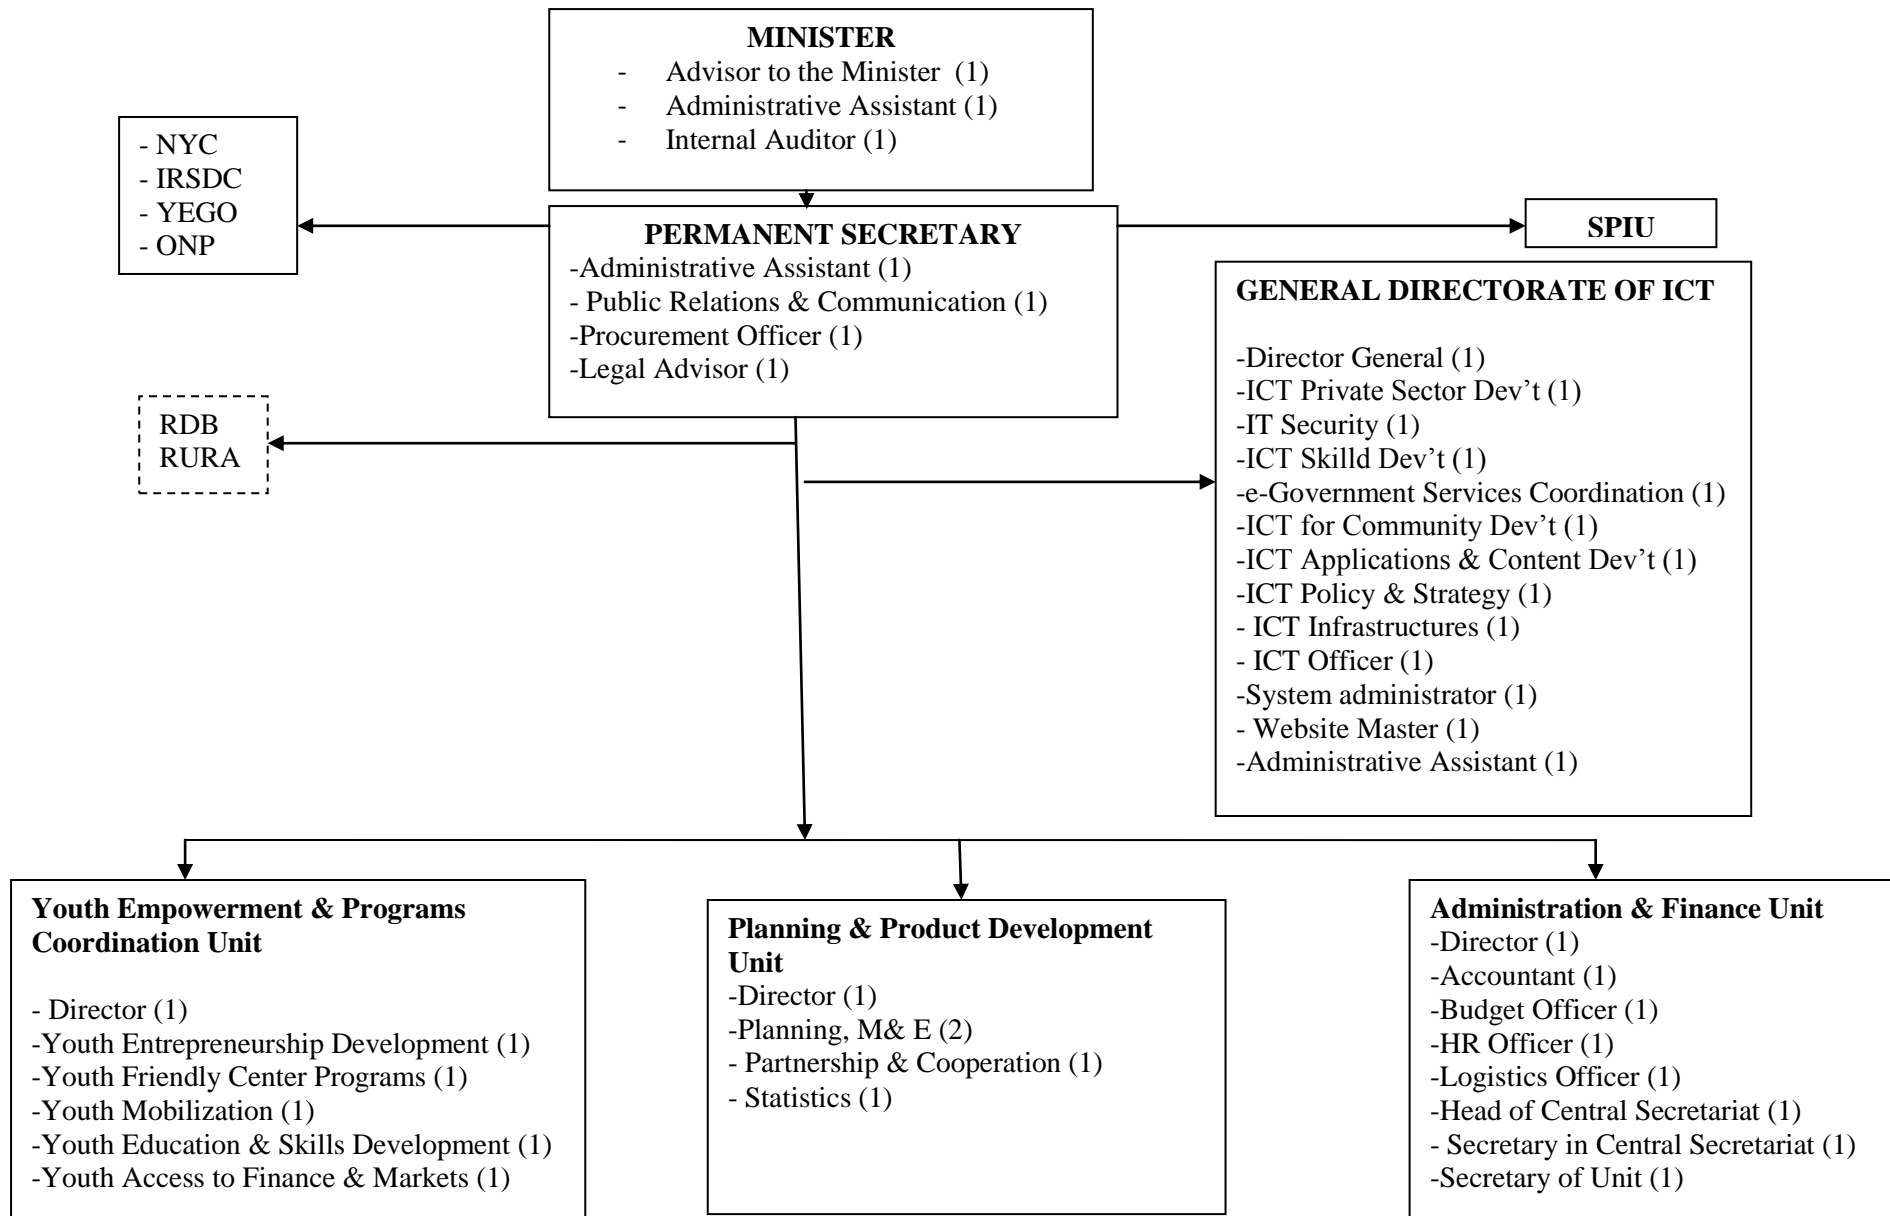 MINISTER
- Advisor to the Minister (1)
- Administrative Assistant (1)
- Internal Auditor (1)
- NYC
- IRSDC
- YEGO
- ONP
PERMANENT SECRETARY
-Administrative Assistant (1)
- Public Relations & Communication (1)
-Procurement Officer (1)
-Legal Advisor (1)
SPIU
GENERAL DIRECTORATE OF ICT
-Director General (1)
-ICT Private Sector Dev’t (1)
-IT Security (1)
-ICT Skilld Dev’t (1)
-e-Government Services Coordination (1)
-ICT for Community Dev’t (1)
-ICT Applications & Content Dev’t (1)
-ICT Policy & Strategy (1)
- ICT Infrastructures (1)
- ICT Officer (1)
-System administrator (1)
- Website Master (1)
-Administrative Assistant (1)
RDB
RURA
Youth Empowerment & Programs
Coordination Unit
- Director (1)
-Youth Entrepreneurship Development (1)
-Youth Friendly Center Programs (1)
-Youth Mobilization (1)
-Youth Education & Skills Development (1)
-Youth Access to Finance & Markets (1)
Planning & Product Development
Unit
-Director (1)
-Planning, M& E (2)
- Partnership & Cooperation (1)
- Statistics (1)
Administration & Finance Unit
-Director (1)
-Accountant (1)
-Budget Officer (1)
-HR Officer (1)
-Logistics Officer (1)
-Head of Central Secretariat (1)
- Secretary in Central Secretariat (1)
-Secretary of Unit (1)